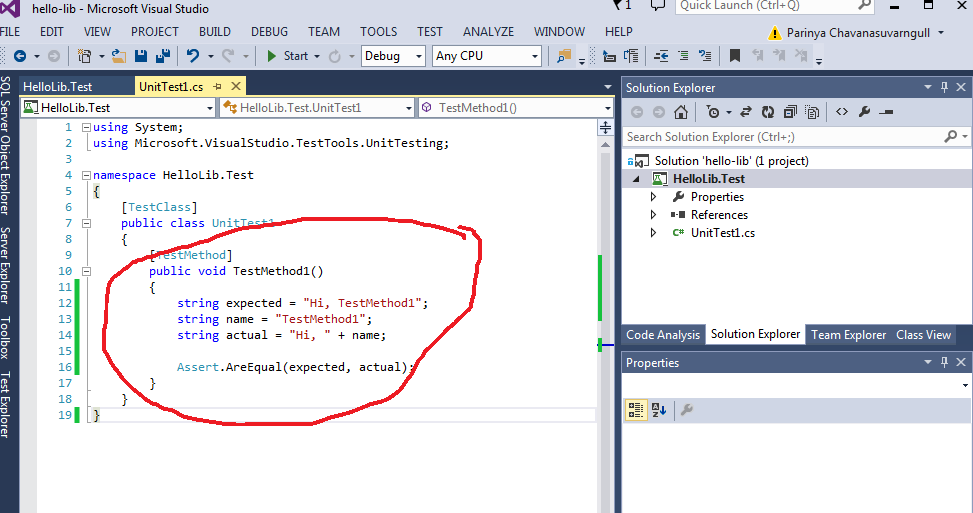 hello-lib - Microsoft Visual Studio
1
Quick Launch (Ctrl+Q)
FILE EDIT VIEW PROJECT BUILD DEBUG TEAM TOOLS TEST ANALYZE WINDOW HELP
Parinya Chavanasuvarngull
Start Debug Any CPU
SQL Server Object Explorer
Server Explorer
Toolbox
Test Explorer
HelloLib.Test UnitTest1.cs
HelloLib.Test HelloLib.Test.UnitTest1 TestMethod1()
1 using System;
2 using Microsoft.VisualStudio.TestTools.UnitTesting;
3
4 namespace HelloLib.Test
5 {
6 [TestClass]
7 public class UnitTest1
8 {
9 [TestMethod]
10 public void TestMethod1()
11 {
12 string expected = "Hi, TestMethod1";
13 string name = "TestMethod1";
14 string actual = "Hi, " + name;
15
16 Assert.AreEqual(expected, actual);
17 }
18 }
19 }
Solution Explorer
Search Solution Explorer (Ctrl+;)
Solution 'hello-lib' (1 project)
HelloLib.Test
Properties
References
C# UnitTest1.cs
Code Analysis Solution Explorer Team Explorer Class View
Properties